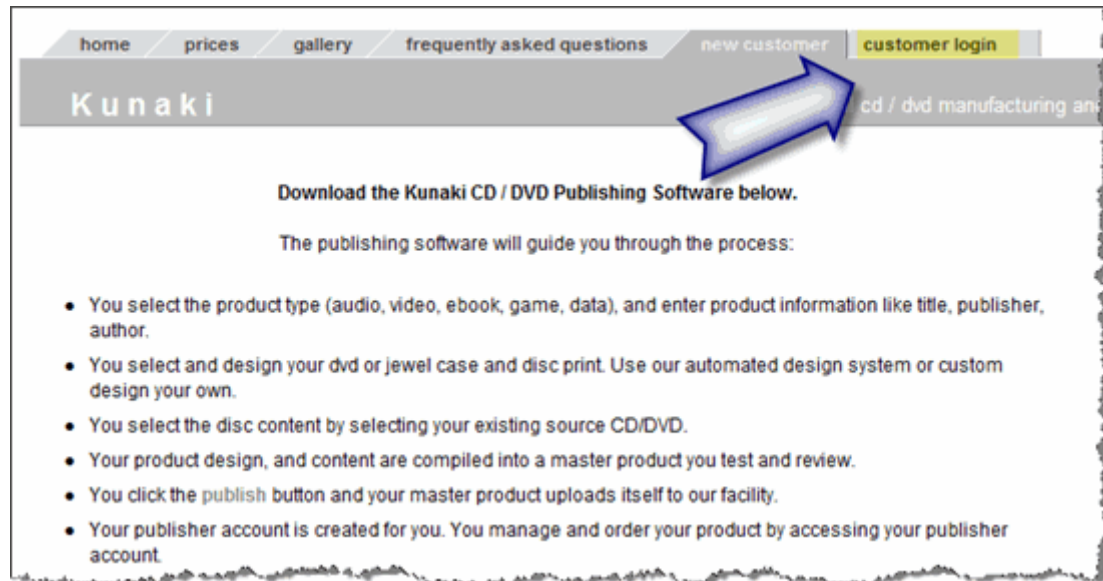 home prices gallery frequently asked questions new customer customer login
Kunaki
cd / dvd manufacturing
Download the Kunaki CD / DVD Publishing Software below.
The publishing software will guide you through the process:
• You select the product type (audio, video, ebook, game, data), and enter product information like title, publisher,
author.
• You select and design your dvd or jewel case and disc print. Use our automated design system or custom
design your own.
• You select the disc content by selecting your existing source CD/DVD.
• Your product design, and content are compiled into a master product you test and review.
• You click the publish button and your master product uploads itself to our facility.
• Your publisher account is created for you. You manage and order your product by accessing your publisher
account.